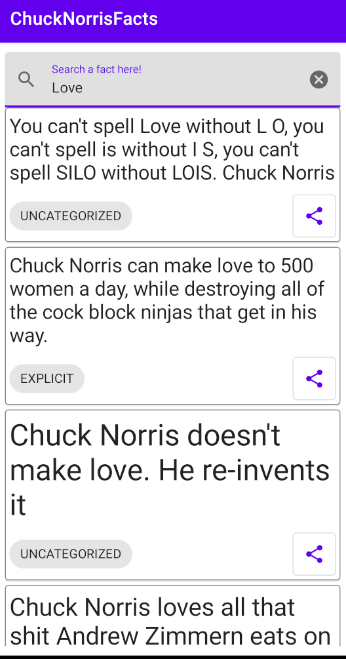 ChuckNorrisFacts
Search a fact here!
Love
You can't spell Love without L O, you
can't spell is without I S, you can't
spell SILO without LOIS. Chuck Norris
UNCATEGORIZED
Chuck Norris can make love to 500
women a day, while destroying all of
the cock block ninjas that get in his
way.
EXPLICIT
Chuck Norris doesn't
make love. He re-invents
it
UNCATEGORIZED
Chuck Norris loves all that
shit Andrew Zimmern eats on